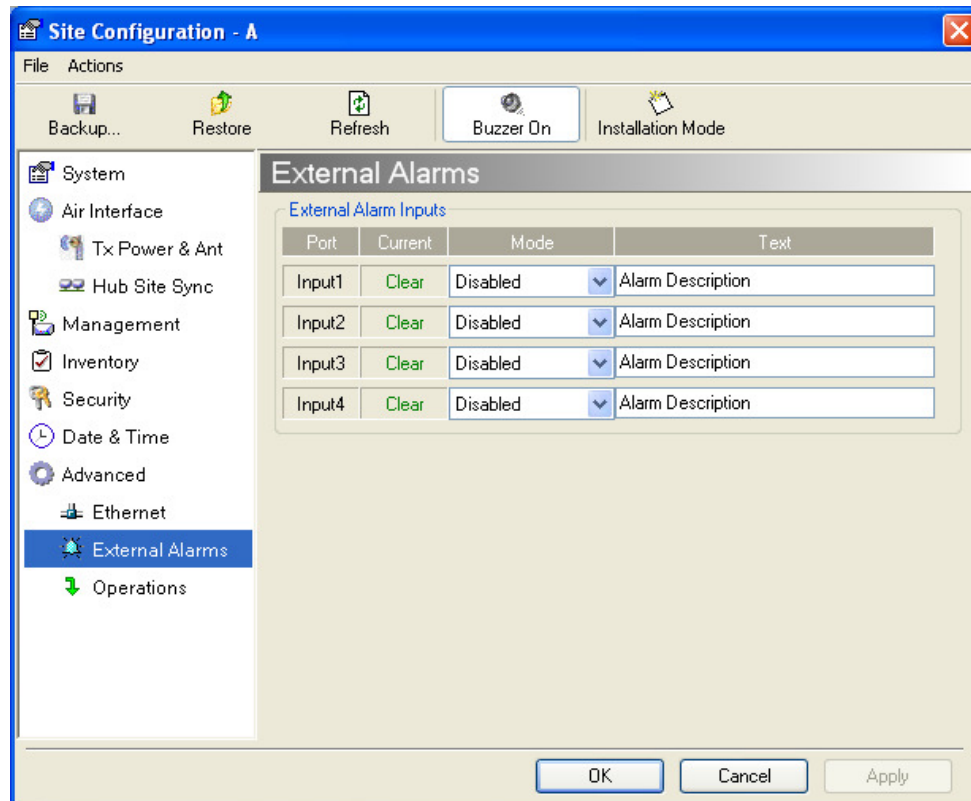 Site Configuration - A
File Actions
Backup... Restore Refresh Buzzer On Installation Mode
System
Air Interface
Tx Power & Ant
Hub Site Sync
Management
Inventory
Security
Date & Time
Advanced
Ethernet
External Alarms
Operations
External Alarms
External Alarm Inputs
Port Current Mode Text
Input1 Clear Disabled Alarm Description
Input2 Clear Disabled Alarm Description
Input3 Clear Disabled Alarm Description
Input4 Clear Disabled Alarm Description
OK Cancel Apply